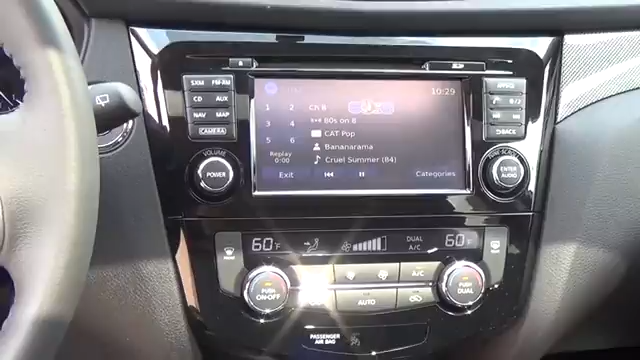 SXM FM·AM
CD AUX
NAV MAP
CAMERA
VOLUME
POWER
10:29
1 2 Ch 8
3 4 80s on 8
CAT Pop
5 6
Bananarama
Replay
0:00
Cruel Summer (84)
Exit
Categories
BACK
ENTER
AUDIO
60°F
DUAL
A/C
60°F
PUSH
ON·OFF
AUTO
A/C
PUSH
DUAL
PASSENGER
AIR BAG